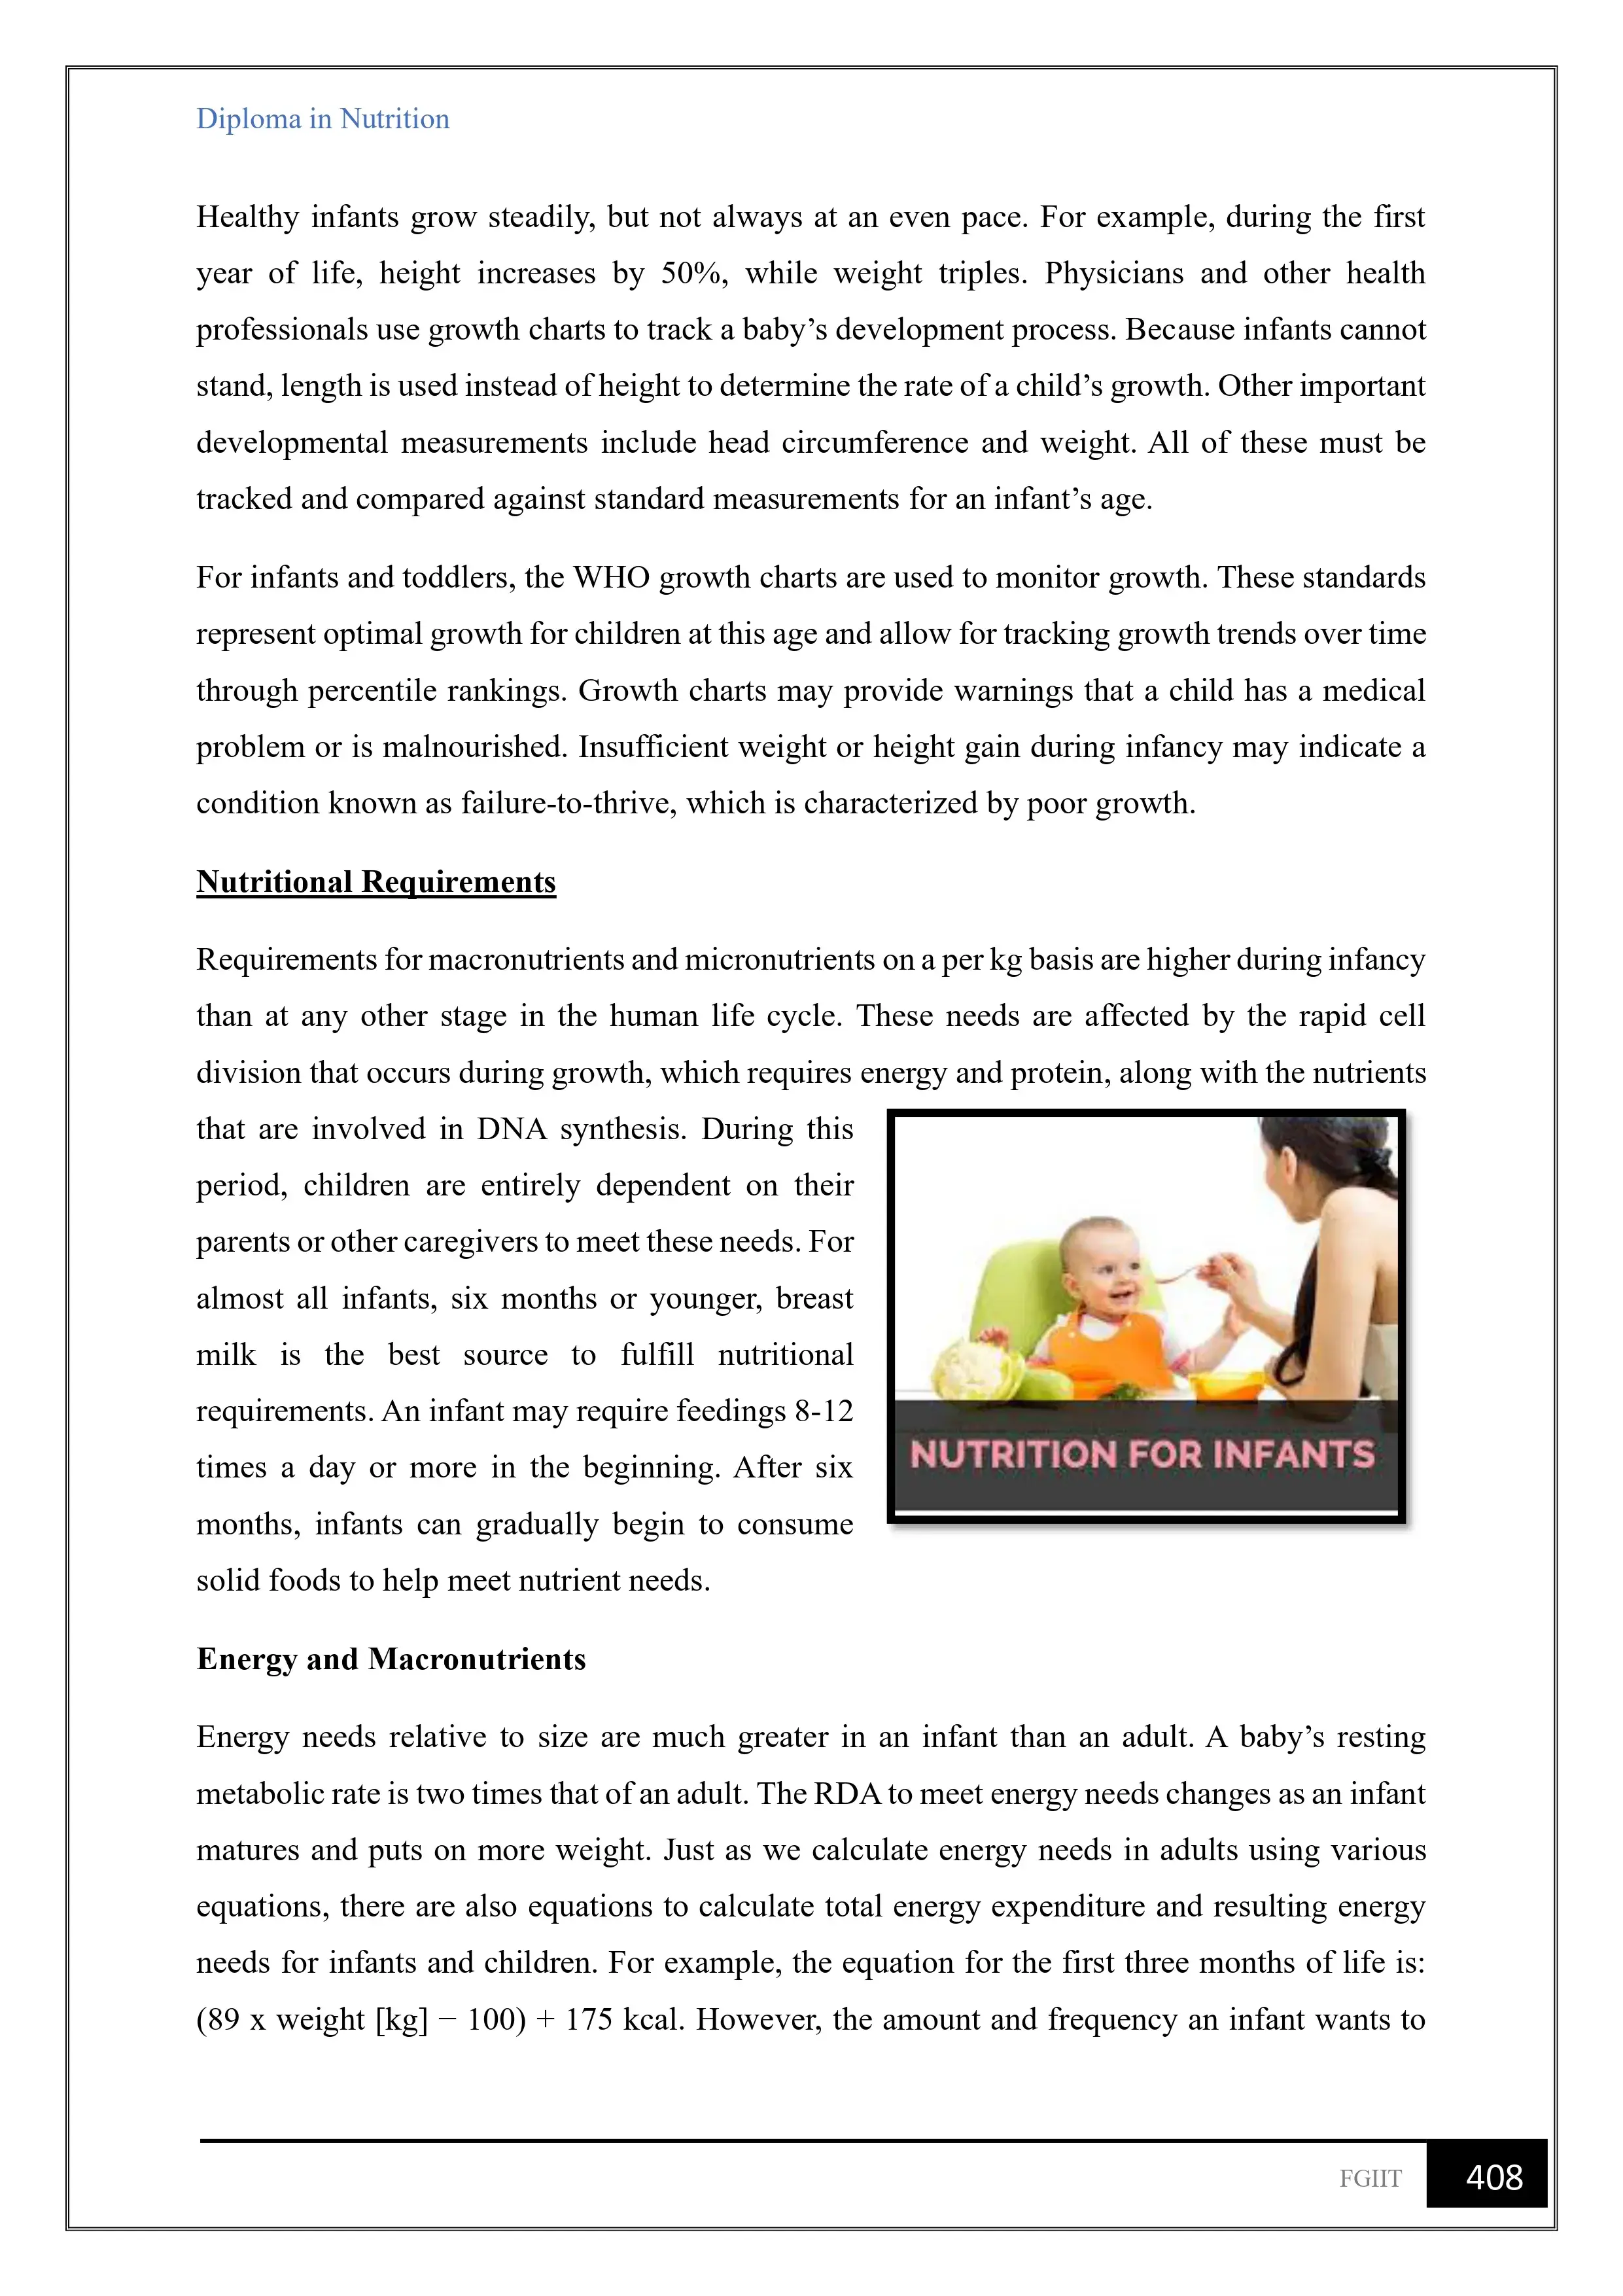 Diploma in Nutrition
Healthy infants grow steadily, but not always at an even pace. For example, during the first
year of life, height increases by 50%, while weight triples. Physicians and other health
professionals use growth charts to track a baby’s development process. Because infants cannot
stand, length is used instead of height to determine the rate of a child’s growth. Other important
developmental measurements include head circumference and weight. All of these must be
tracked and compared against standard measurements for an infant’s age.
For infants and toddlers, the WHO growth charts are used to monitor growth. These standards
represent optimal growth for children at this age and allow for tracking growth trends over time
through percentile rankings. Growth charts may provide warnings that a child has a medical
problem or is malnourished. Insufficient weight or height gain during infancy may indicate a
condition known as failure-to-thrive, which is characterized by poor growth.
Nutritional Requirements
Requirements for macronutrients and micronutrients on a per kg basis are higher during infancy
than at any other stage in the human life cycle. These needs are affected by the rapid cell
division that occurs during growth, which requires energy and protein, along with the nutrients
that are involved in DNA synthesis. During this
period, children are entirely dependent on their
parents or other caregivers to meet these needs. For
almost all infants, six months or younger, breast
milk is the best source to fulfill nutritional
requirements. An infant may require feedings 8-12
times a day or more in the beginning. After six
months, infants can gradually begin to consume
solid foods to help meet nutrient needs.
NUTRITION FOR INFANTS
Energy and Macronutrients
Energy needs relative to size are much greater in an infant than an adult. A baby’s resting
metabolic rate is two times that of an adult. The RDA to meet energy needs changes as an infant
matures and puts on more weight. Just as we calculate energy needs in adults using various
equations, there are also equations to calculate total energy expenditure and resulting energy
needs for infants and children. For example, the equation for the first three months of life is:
(89 x weight [kg] − 100) + 175 kcal. However, the amount and frequency an infant wants to
FGIIT 408